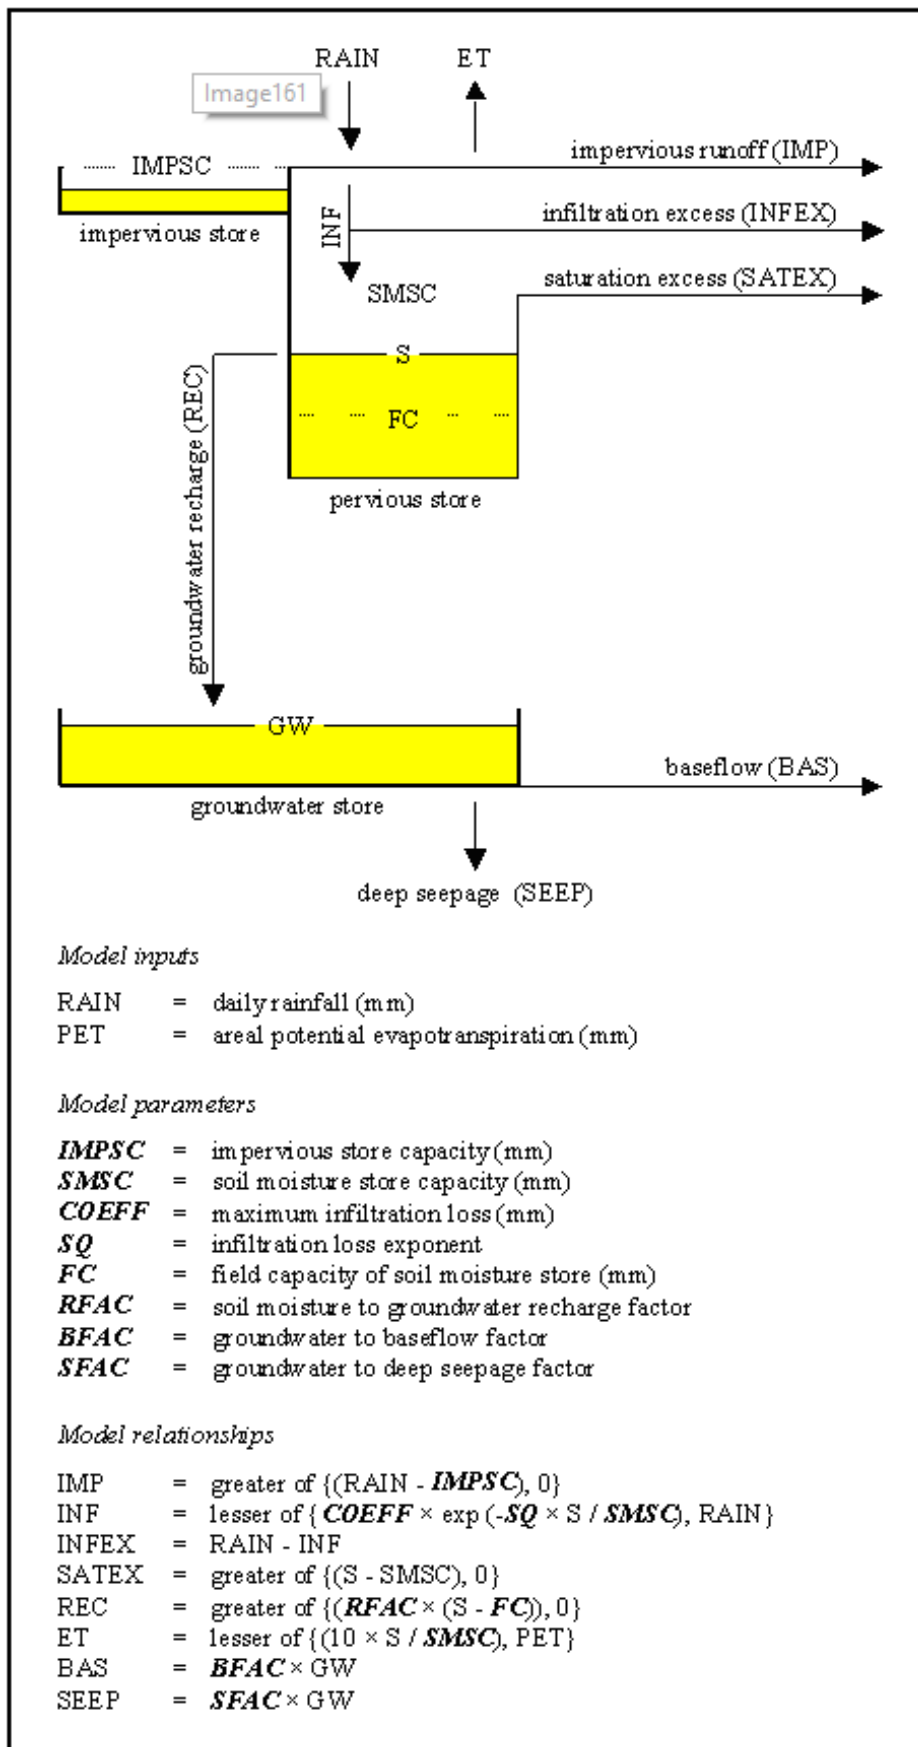 RAIN ET
Image161
impervious runoff (IMP)
IMPSC
infiltration excess (INFEX)
impervious store
INF
saturation excess (SATEX)
SMSC
S
groundwater recharge (REC)
FC
pervious store
GW
baseflow (BAS)
groundwater store
deep seepage (SEEP)
Model inputs
RAIN = daily rainfall (mm)
PET = areal potential evapotranspiration (mm)
Model parameters
IMPSC = impervious store capacity (mm)
SMSC = soil moisture store capacity (mm)
COEFF = maximum infiltration loss (mm)
SQ = infiltration loss exponent
FC = field capacity of soil moisture store (mm)
RFAC = soil moisture to groundwater recharge factor
BFAC = groundwater to baseflow factor
SFAC = groundwater to deep seepage factor
Model relationships
IMP = greater of {(RAIN - IMPSC), 0}
INF = lesser of { COEFF × exp (-SQ × S / SMSC), RAIN}
INFEX = RAIN - INF
SATEX = greater of {(S - SMSC), 0}
REC = greater of {(RFAC × (S - FC)), 0}
ET = lesser of {(10 × S / SMSC), PET}
BAS = BFAC × GW
SEEP = SFAC × GW